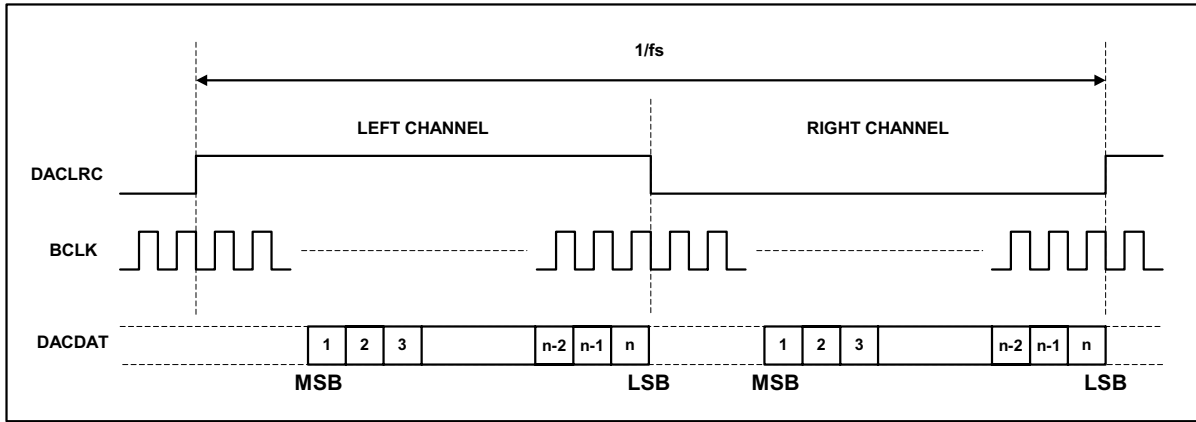 1/fs
LEFT CHANNEL RIGHT CHANNEL
DACLRC
BCLK
DACDAT 1 2 3 n-2 n-1 n 1 2 3 n-2 n-1 n
MSB LSB MSB LSB